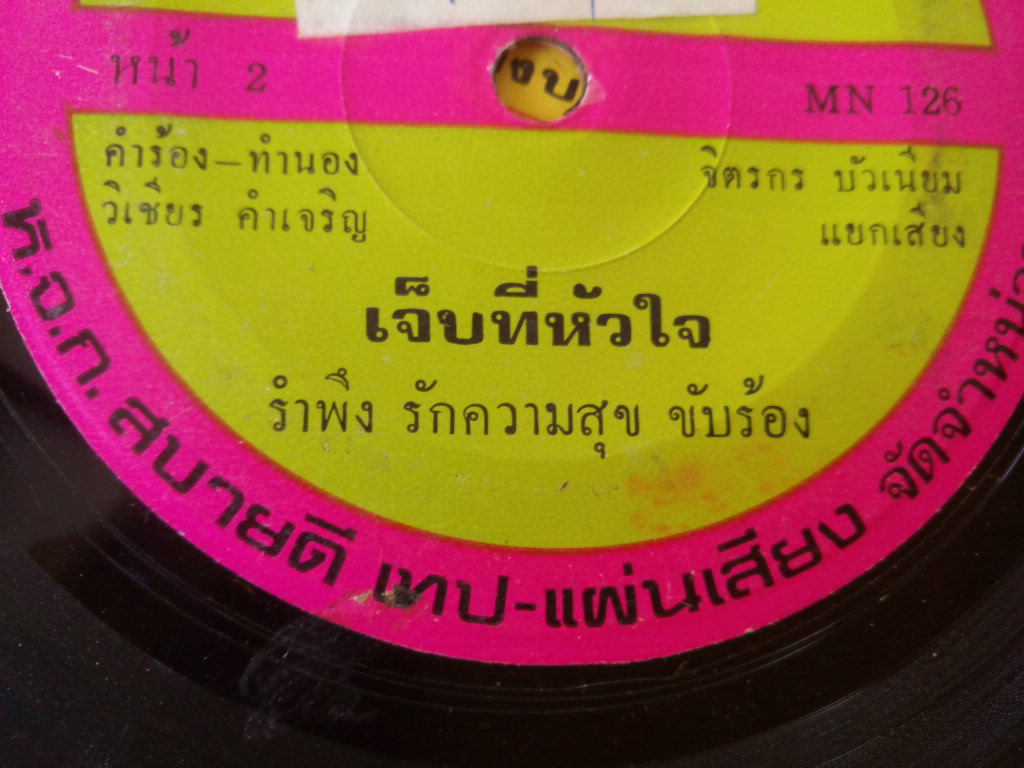 หน้า 2
งบ
MN 126
คำร้อง-ทำนอง
วิเชียร คำเจริญ
จิตรกร บัวเนียม
แยกเสียง
เจ็บที่หัวใจ
รำพึง รักความสุข ขับร้อง
ห.จ.ก. สบายดี เทป-แผ่นเสียง จัดจำหน่าย